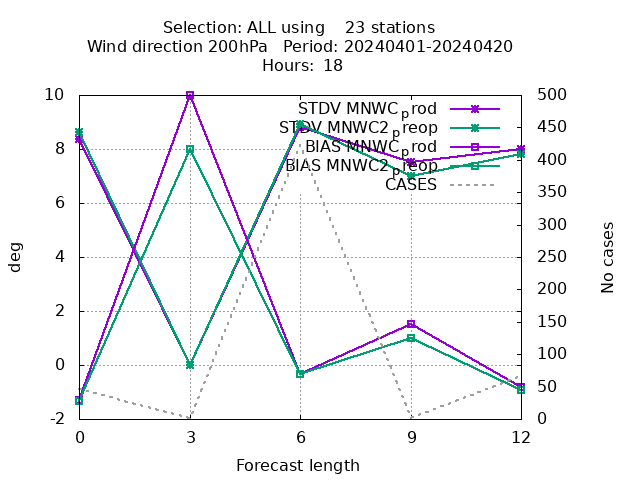 Selection: ALL using    23 stations
Wind direction 200hPa   Period: 20240401-20240420
Hours: 18
10
8
6
4
2
0
-2
deg
500
450
400
350
300
250
200
150
100
50
0
No cases
STDV MNWC_prod
STDV MNWC2_preop
BIAS MNWC_prod
BIAS MNWC2_preop
CASES
0 3 6 9 12
Forecast length